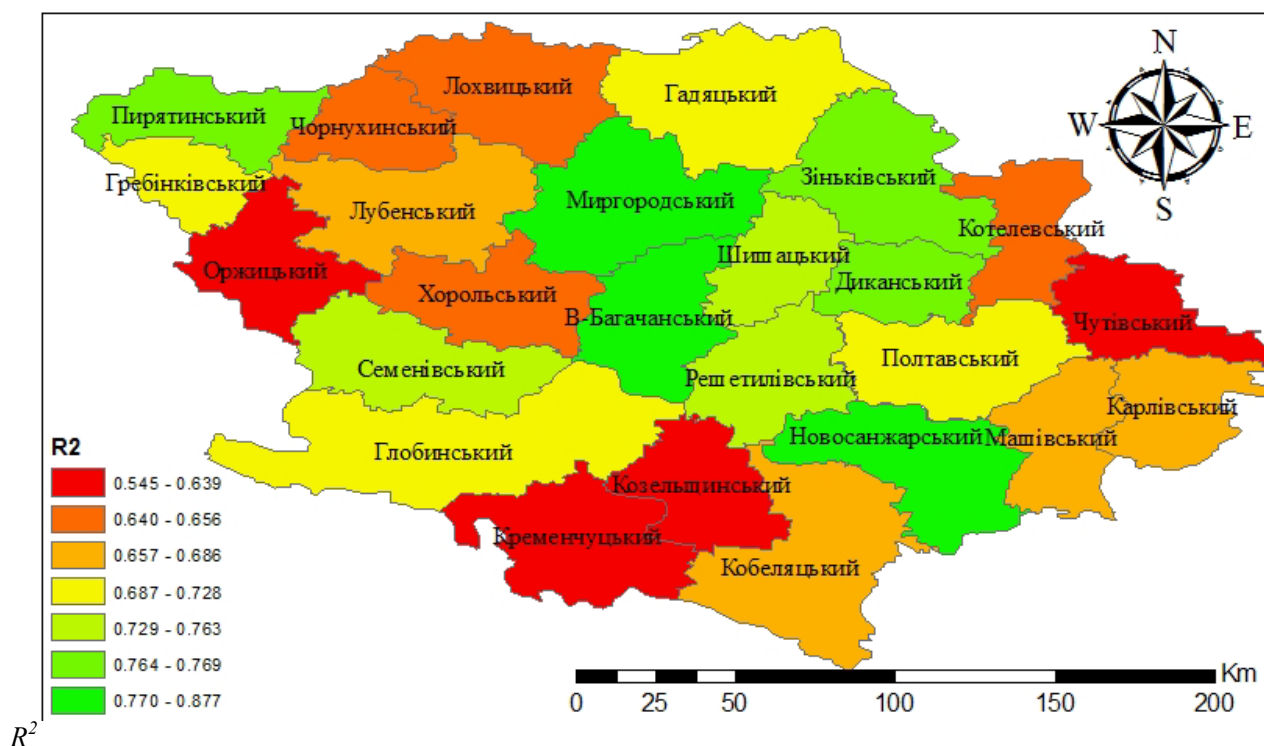 N
W E
S
Лохвицький
Гадяцький
Пирятинський
Чорнухинський
Гребінківський
Зіньківський
Лубенський
Миргородський
Котелевський
Шишацький
Оржицький
Диканський
Хорольський
В-Багачанський
Чутівський
Полтавський
Семенівський
Решетилівський
Карлівський
Новосанжарський
Машівський
Глобинський
Козельщинський
Кременчуцький
Кобеляцький
R2
0.545 - 0.639
0.640 - 0.656
0.657 - 0.686
0.687 - 0.728
0.729 - 0.763
0.764 - 0.769
0.770 - 0.877
Km
0 25 50 100 150 200
R²